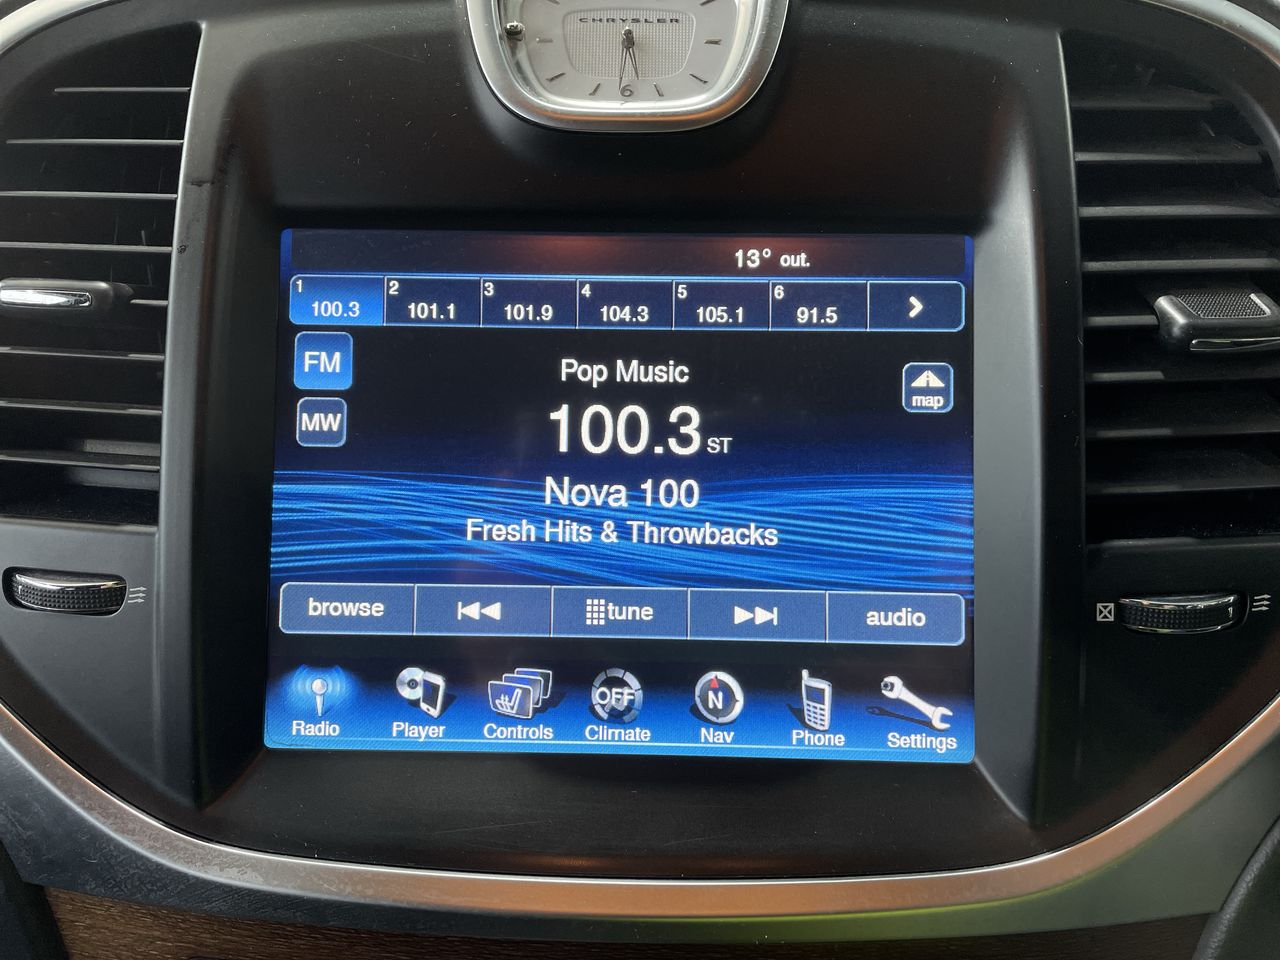 CHRYSLER
6
13° out.
1 100.3 2 101.1 3 101.9 4 104.3 5 105.1 6 91.5
FM
Pop Music
map
MW
100.3 ST
Nova 100
Fresh Hits & Throwbacks
browse tune audio
OFF N
Radio Player Controls Climate Nav Phone Settings